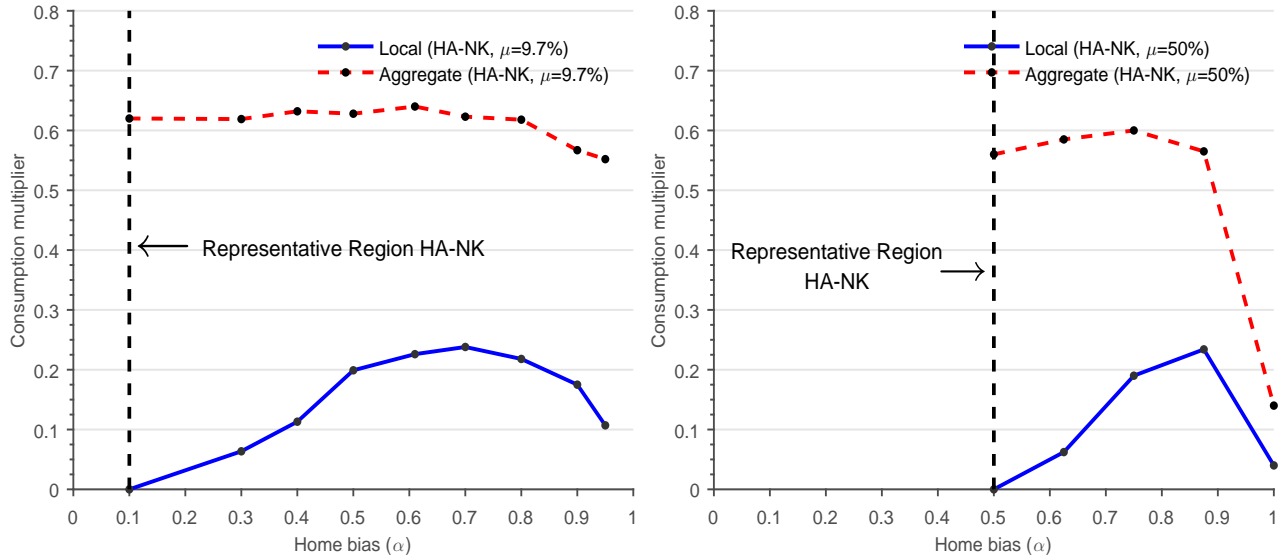 Local (HA-NK, μ=9.7%)
Aggregate (HA-NK, μ=9.7%)
Representative Region HA-NK
Consumption multiplier
0.8
0.7
0.6
0.5
0.4
0.3
0.2
0.1
0
0 0.1 0.2 0.3 0.4 0.5 0.6 0.7 0.8 0.9 1
Home bias (α)
Local (HA-NK, μ=50%)
Aggregate (HA-NK, μ=50%)
Representative Region
HA-NK
Consumption multiplier
0.8
0.7
0.6
0.5
0.4
0.3
0.2
0.1
0
0 0.1 0.2 0.3 0.4 0.5 0.6 0.7 0.8 0.9 1
Home bias (α)